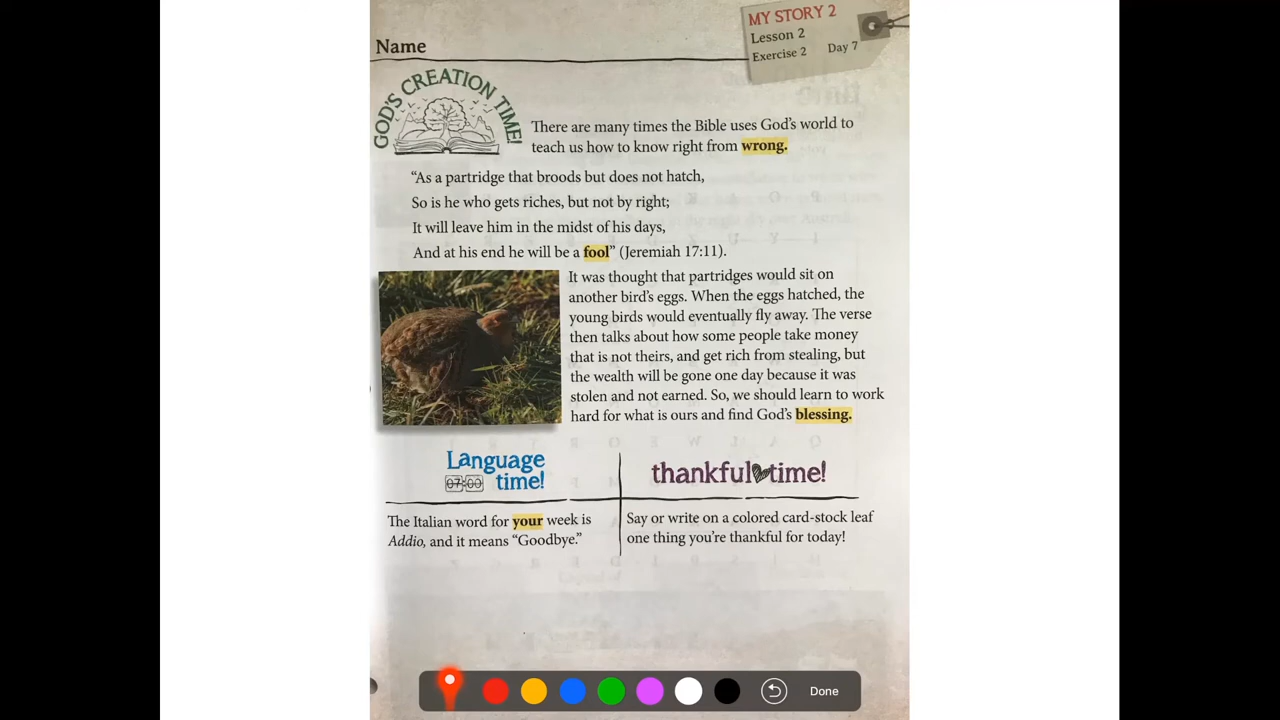 MY STORY 2
Lesson 2
Exercise 2 Day 7
Name
GOD'S CREATION TIME!
There are many times the Bible uses God's world to
teach us how to know right from wrong.
“As a partridge that broods but does not hatch,
So is he who gets riches, but not by right;
It will leave him in the midst of his days,
And at his end he will be a fool” (Jeremiah 17:11).
It was thought that partridges would sit on
another bird's eggs. When the eggs hatched, the
young birds would eventually fly away. The verse
then talks about how some people take money
that is not theirs, and get rich from stealing, but
the wealth will be gone one day because it was
stolen and not earned. So, we should learn to work
hard for what is ours and find God's blessing.
Language
07:00 time!
The Italian word for your week is
Addio, and it means “Goodbye.”
thankful time!
Say or write on a colored card-stock leaf
one thing you're thankful for today!
Done